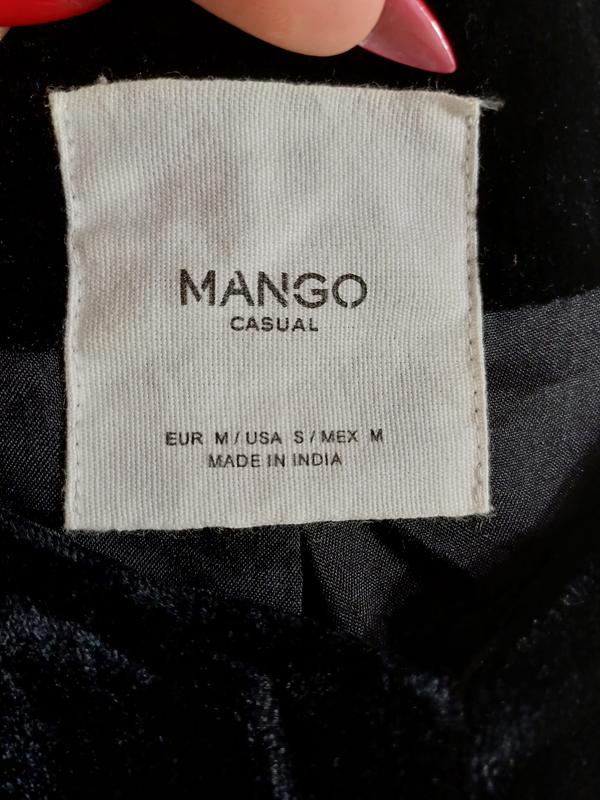 MANGO
CASUAL
EUR M / USA S / MEX M
MADE IN INDIA